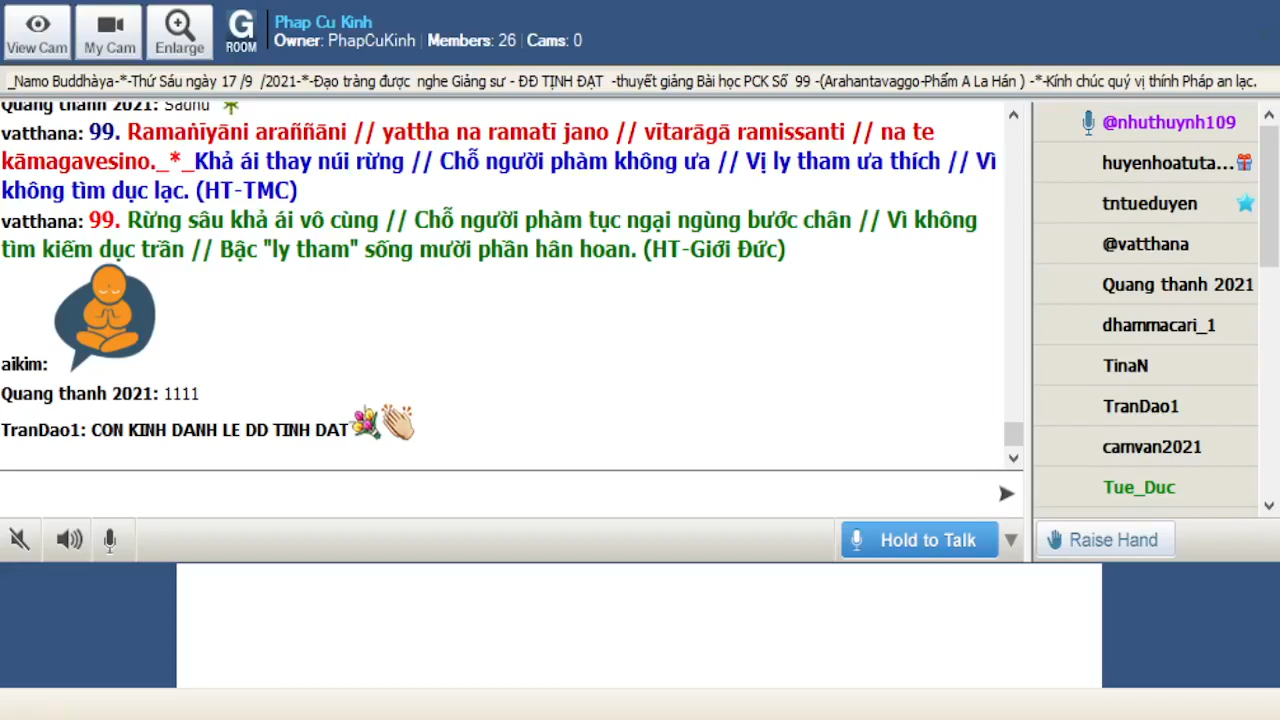 View Cam
My Cam
Enlarge
G
ROOM
Phap Cu Kinh
Owner: PhapCuKinh | Members: 26 | Cams: 0
_Namo Buddhàya-*-Thứ Sáu ngày 17 /9 /2021-*-Đạo tràng được nghe Giảng sư - ĐĐ TỊNH ĐẠT -thuyết giảng Bài học PCK Số 99 -(Arahantavaggo-Phẩm A La Hán ) -*-Kính chúc quý vị thính Pháp an lạc.
Quang thanh 2021: Sadhu
vatthana: 99. Ramaṅīyāni araññāni // yattha na ramatī jano // vītarāgā ramissanti // na te
kāmagavesino._*_Khả ái thay núi rừng // Chỗ người phàm không ưa // Vị ly tham ưa thích // Vì
không tìm dục lạc. (HT-TMC)
vatthana: 99. Rừng sâu khả ái vô cùng // Chỗ người phàm tục ngại ngùng bước chân // Vì không
tìm kiếm dục trần // Bậc "ly tham" sống mười phần hân hoan. (HT-Giới Đức)
aikim:
Quang thanh 2021: 1111
TranDao1: CON KINH DANH LE DD TINH DAT
Hold to Talk
@nhuthuynh109
huyenhoatuta...
tntueduyen
@vatthana
Quang thanh 2021
dhammacari_1
TinaN
TranDao1
camvan2021
Tue_Duc
Raise Hand